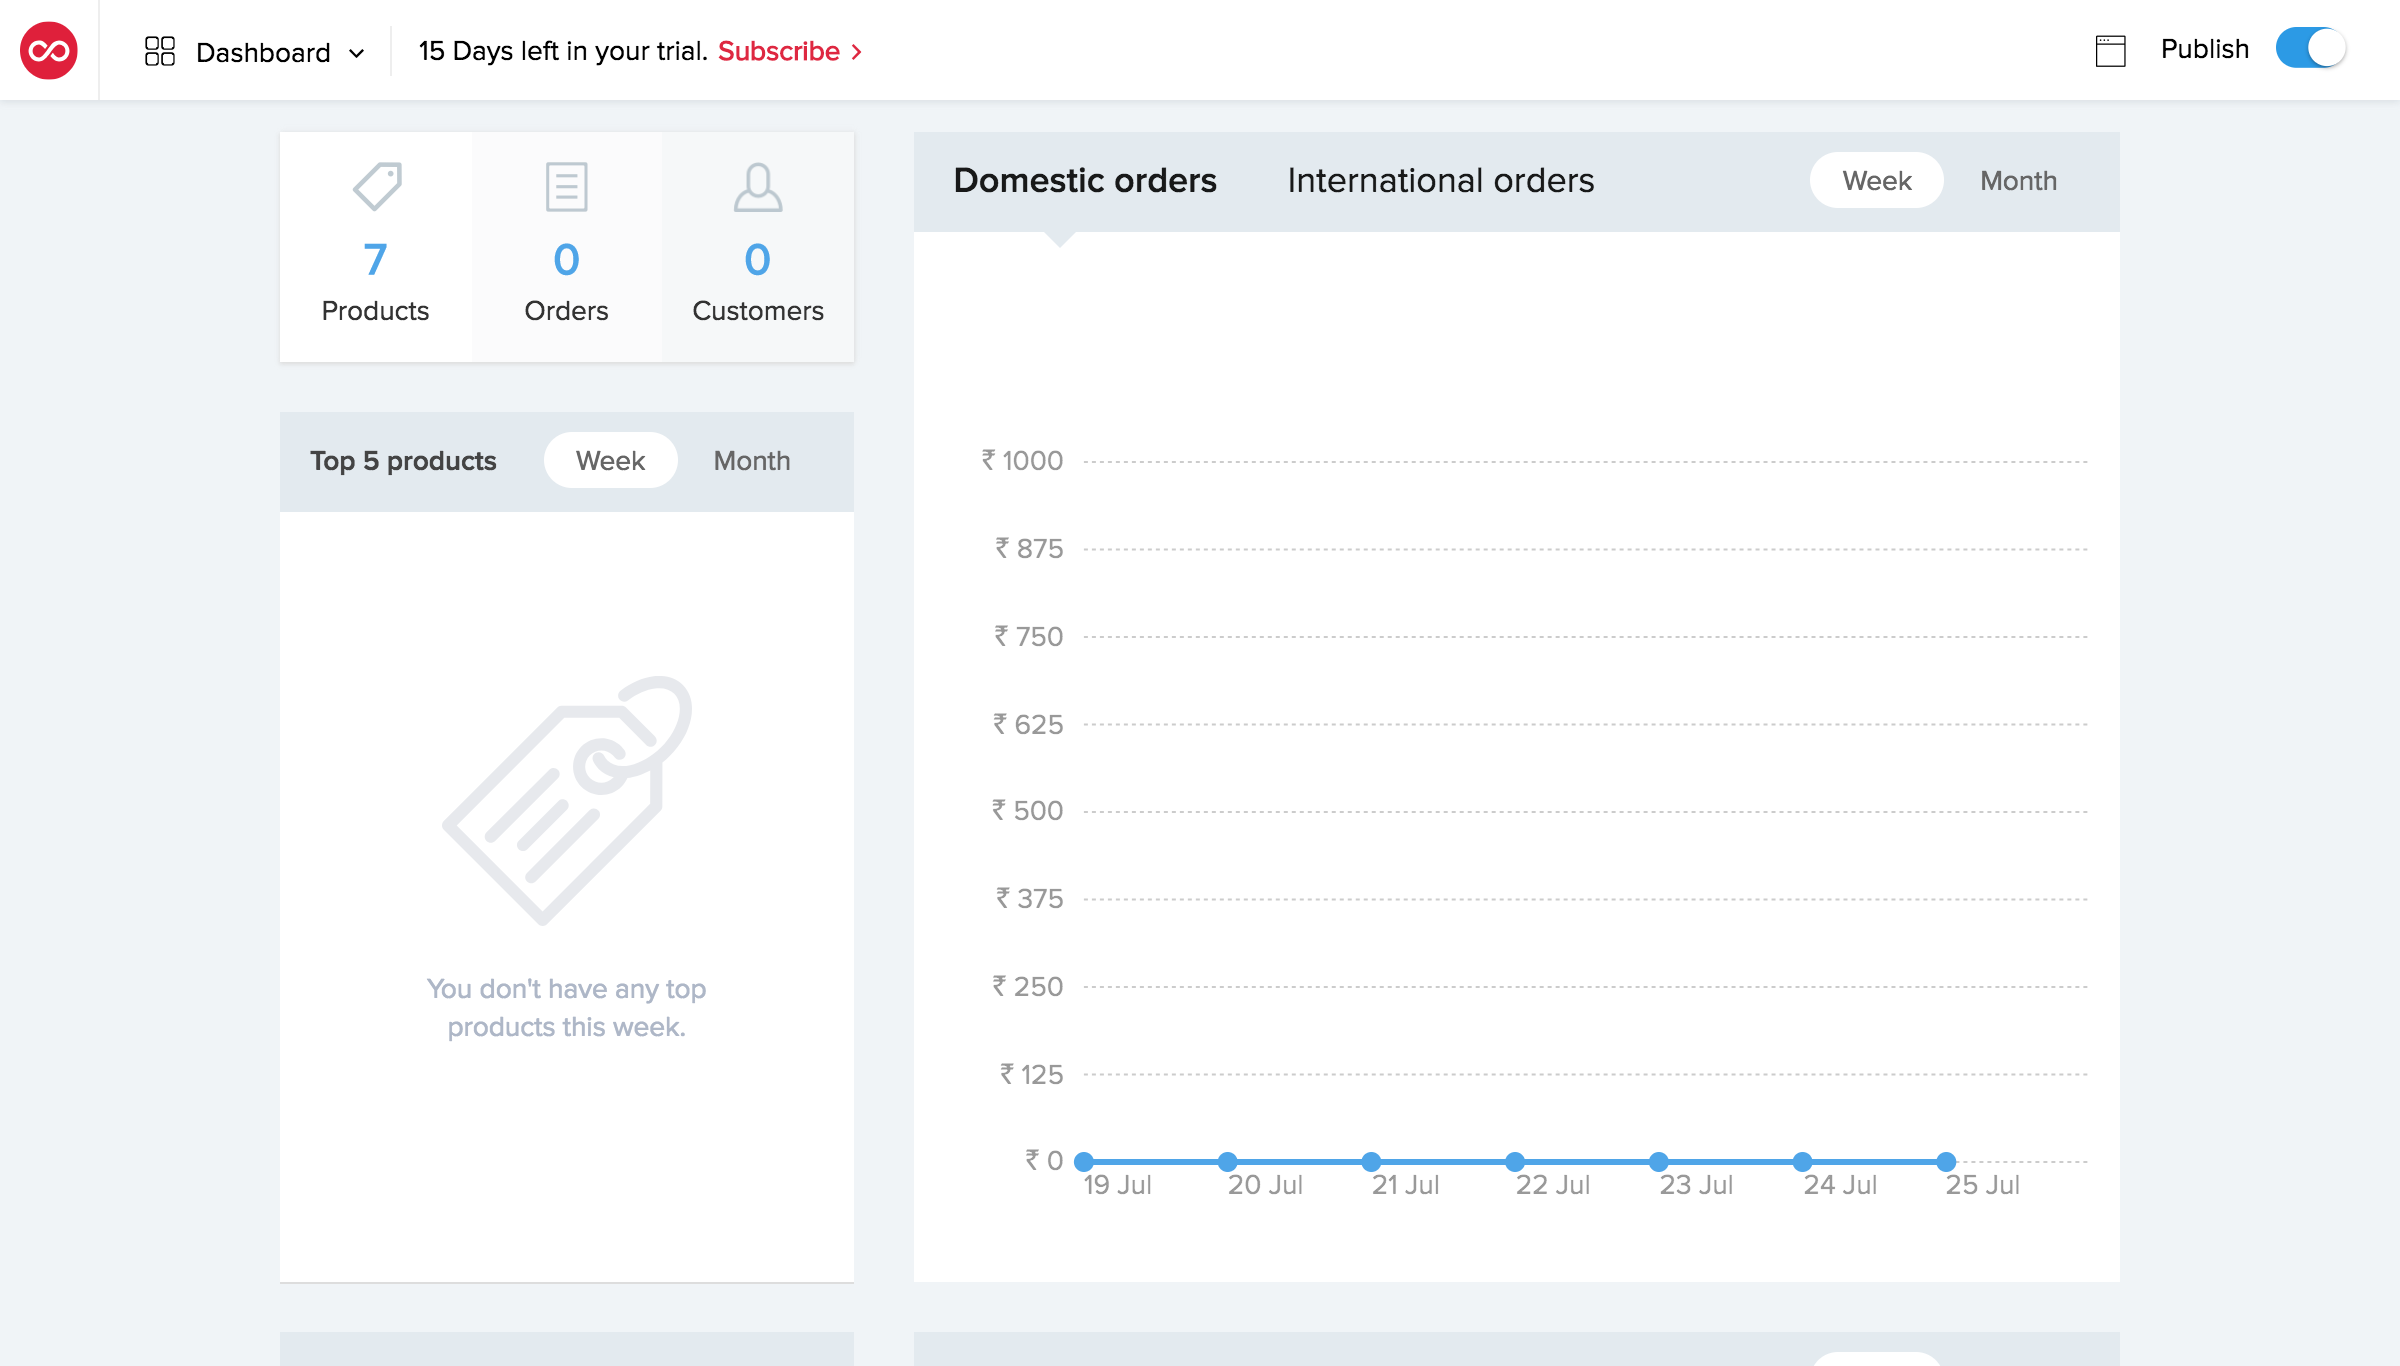 Dashboard
15 Days left in your trial. Subscribe
Publish
7
Products
0
Orders
0
Customers
Top 5 products
Week
Month
You don't have any top
products this week.
Domestic orders
International orders
Week
Month
₹ 1000
₹ 875
₹ 750
₹ 625
₹ 500
₹ 375
₹ 250
₹ 125
₹ 0
19 Jul
20 Jul
21 Jul
22 Jul
23 Jul
24 Jul
25 Jul